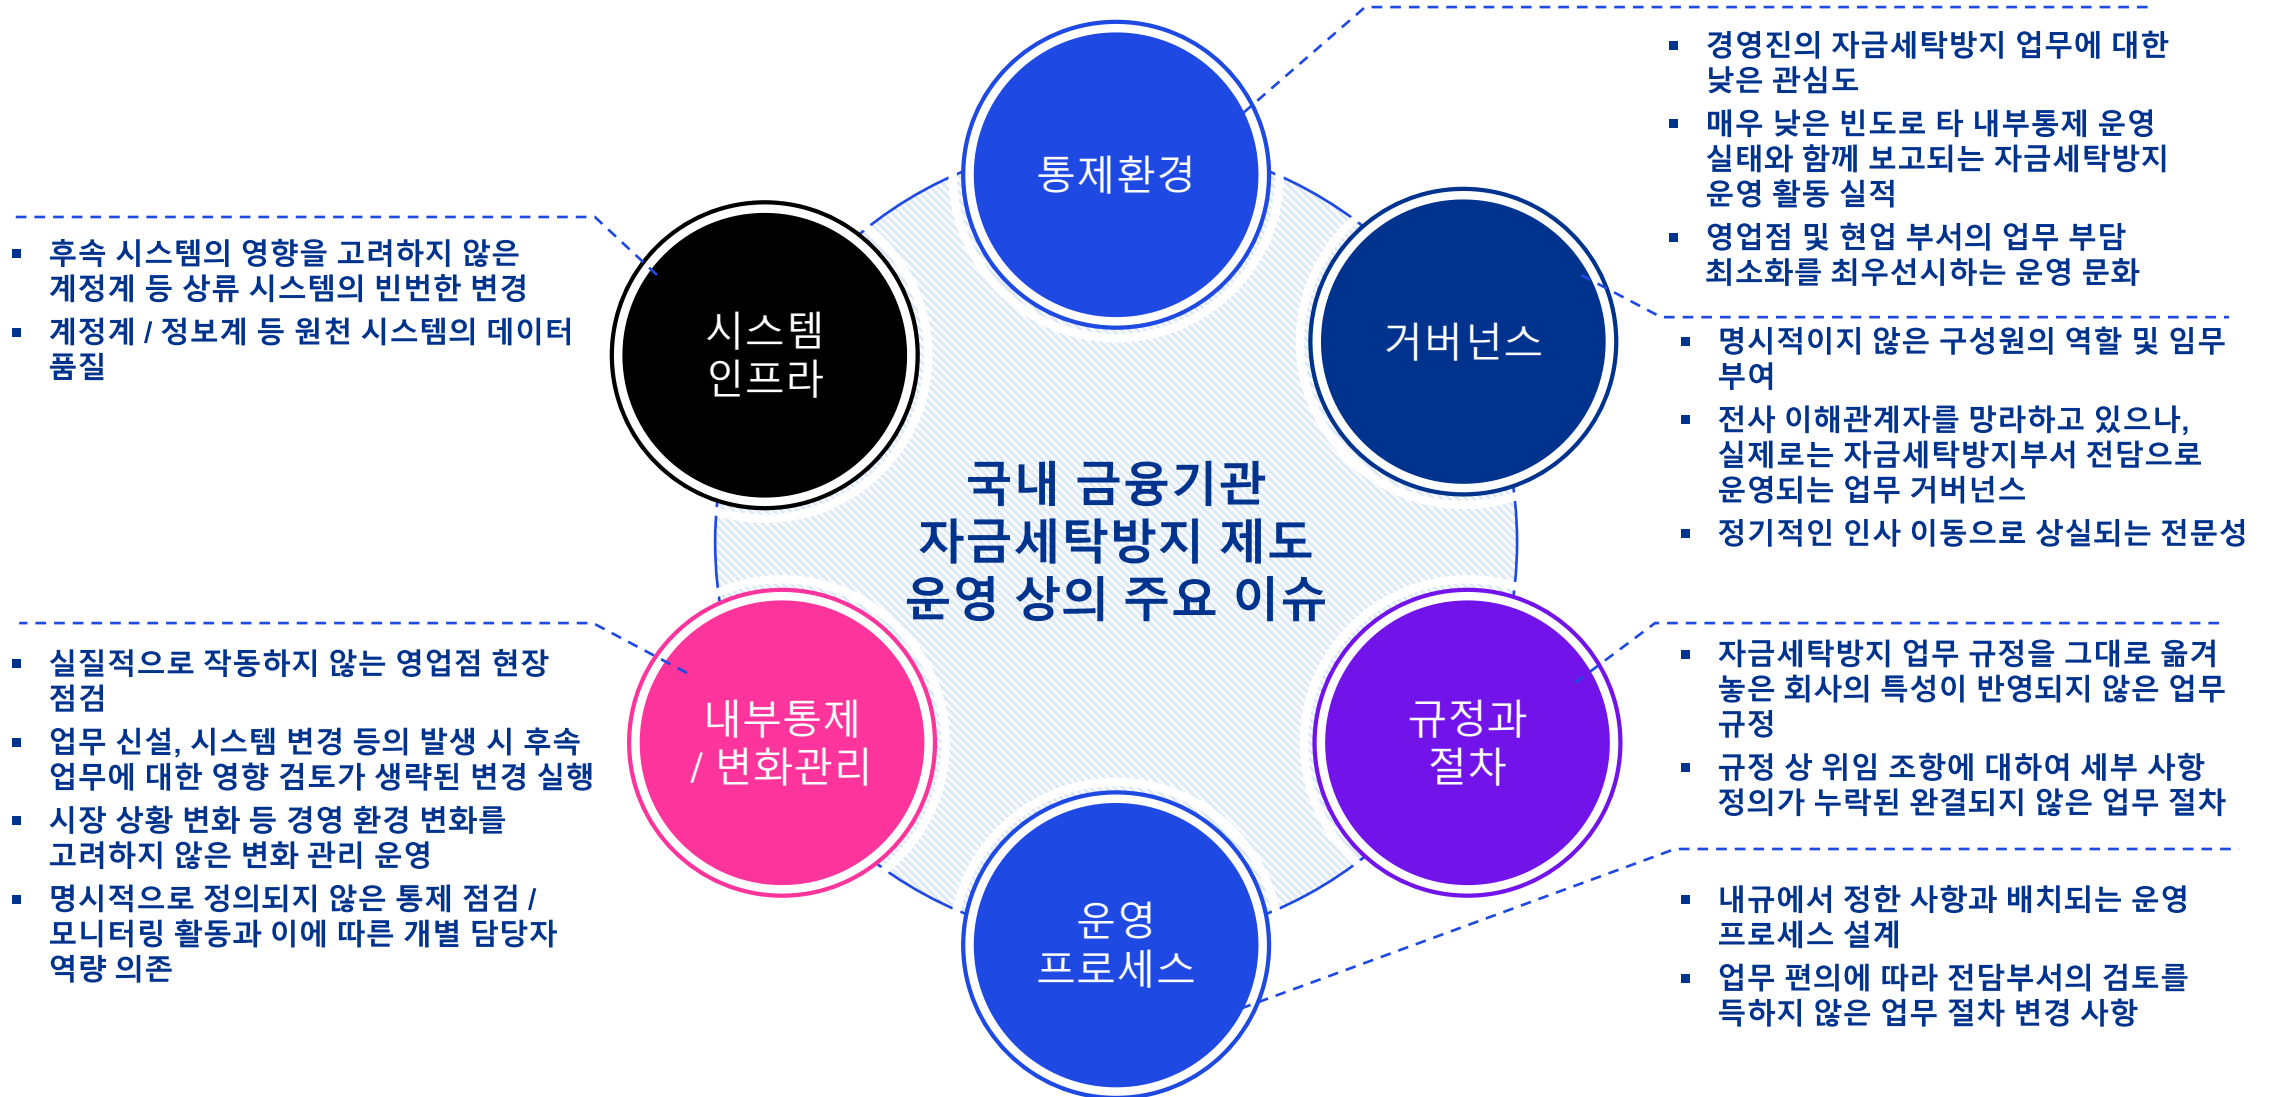 통제환경
▪ 경영진의 자금세탁방지 업무에 대한
낮은 관심도
▪ 매우 낮은 빈도로 타 내부통제 운영
실태와 함께 보고되는 자금세탁방지
운영 활동 실적
▪ 영업점 및 현업 부서의 업무 부담
최소화를 최우선시하는 운영 문화
거버넌스
▪ 명시적이지 않은 구성원의 역할 및 임무
부여
▪ 전사 이해관계자를 망라하고 있으나,
실제로는 자금세탁방지부서 전담으로
운영되는 업무 거버넌스
▪ 정기적인 인사 이동으로 상실되는 전문성
시스템
인프라
▪ 후속 시스템의 영향을 고려하지 않은
계정계 등 상류 시스템의 빈번한 변경
▪ 계정계 / 정보계 등 원천 시스템의 데이터
품질
국내 금융기관
자금세탁방지 제도
운영 상의 주요 이슈
내부통제
/ 변화관리
▪ 실질적으로 작동하지 않는 영업점 현장
점검
▪ 업무 신설, 시스템 변경 등의 발생 시 후속
업무에 대한 영향 검토가 생략된 변경 실행
▪ 시장 상황 변화 등 경영 환경 변화를
고려하지 않은 변화 관리 운영
▪ 명시적으로 정의되지 않은 통제 점검 /
모니터링 활동과 이에 따른 개별 담당자
역량 의존
규정과
절차
▪ 자금세탁방지 업무 규정을 그대로 옮겨
놓은 회사의 특성이 반영되지 않은 업무
규정
▪ 규정 상 위임 조항에 대하여 세부 사항
정의가 누락된 완결되지 않은 업무 절차
운영
프로세스
▪ 내규에서 정한 사항과 배치되는 운영
프로세스 설계
▪ 업무 편의에 따라 전담부서의 검토를
득하지 않은 업무 절차 변경 사항